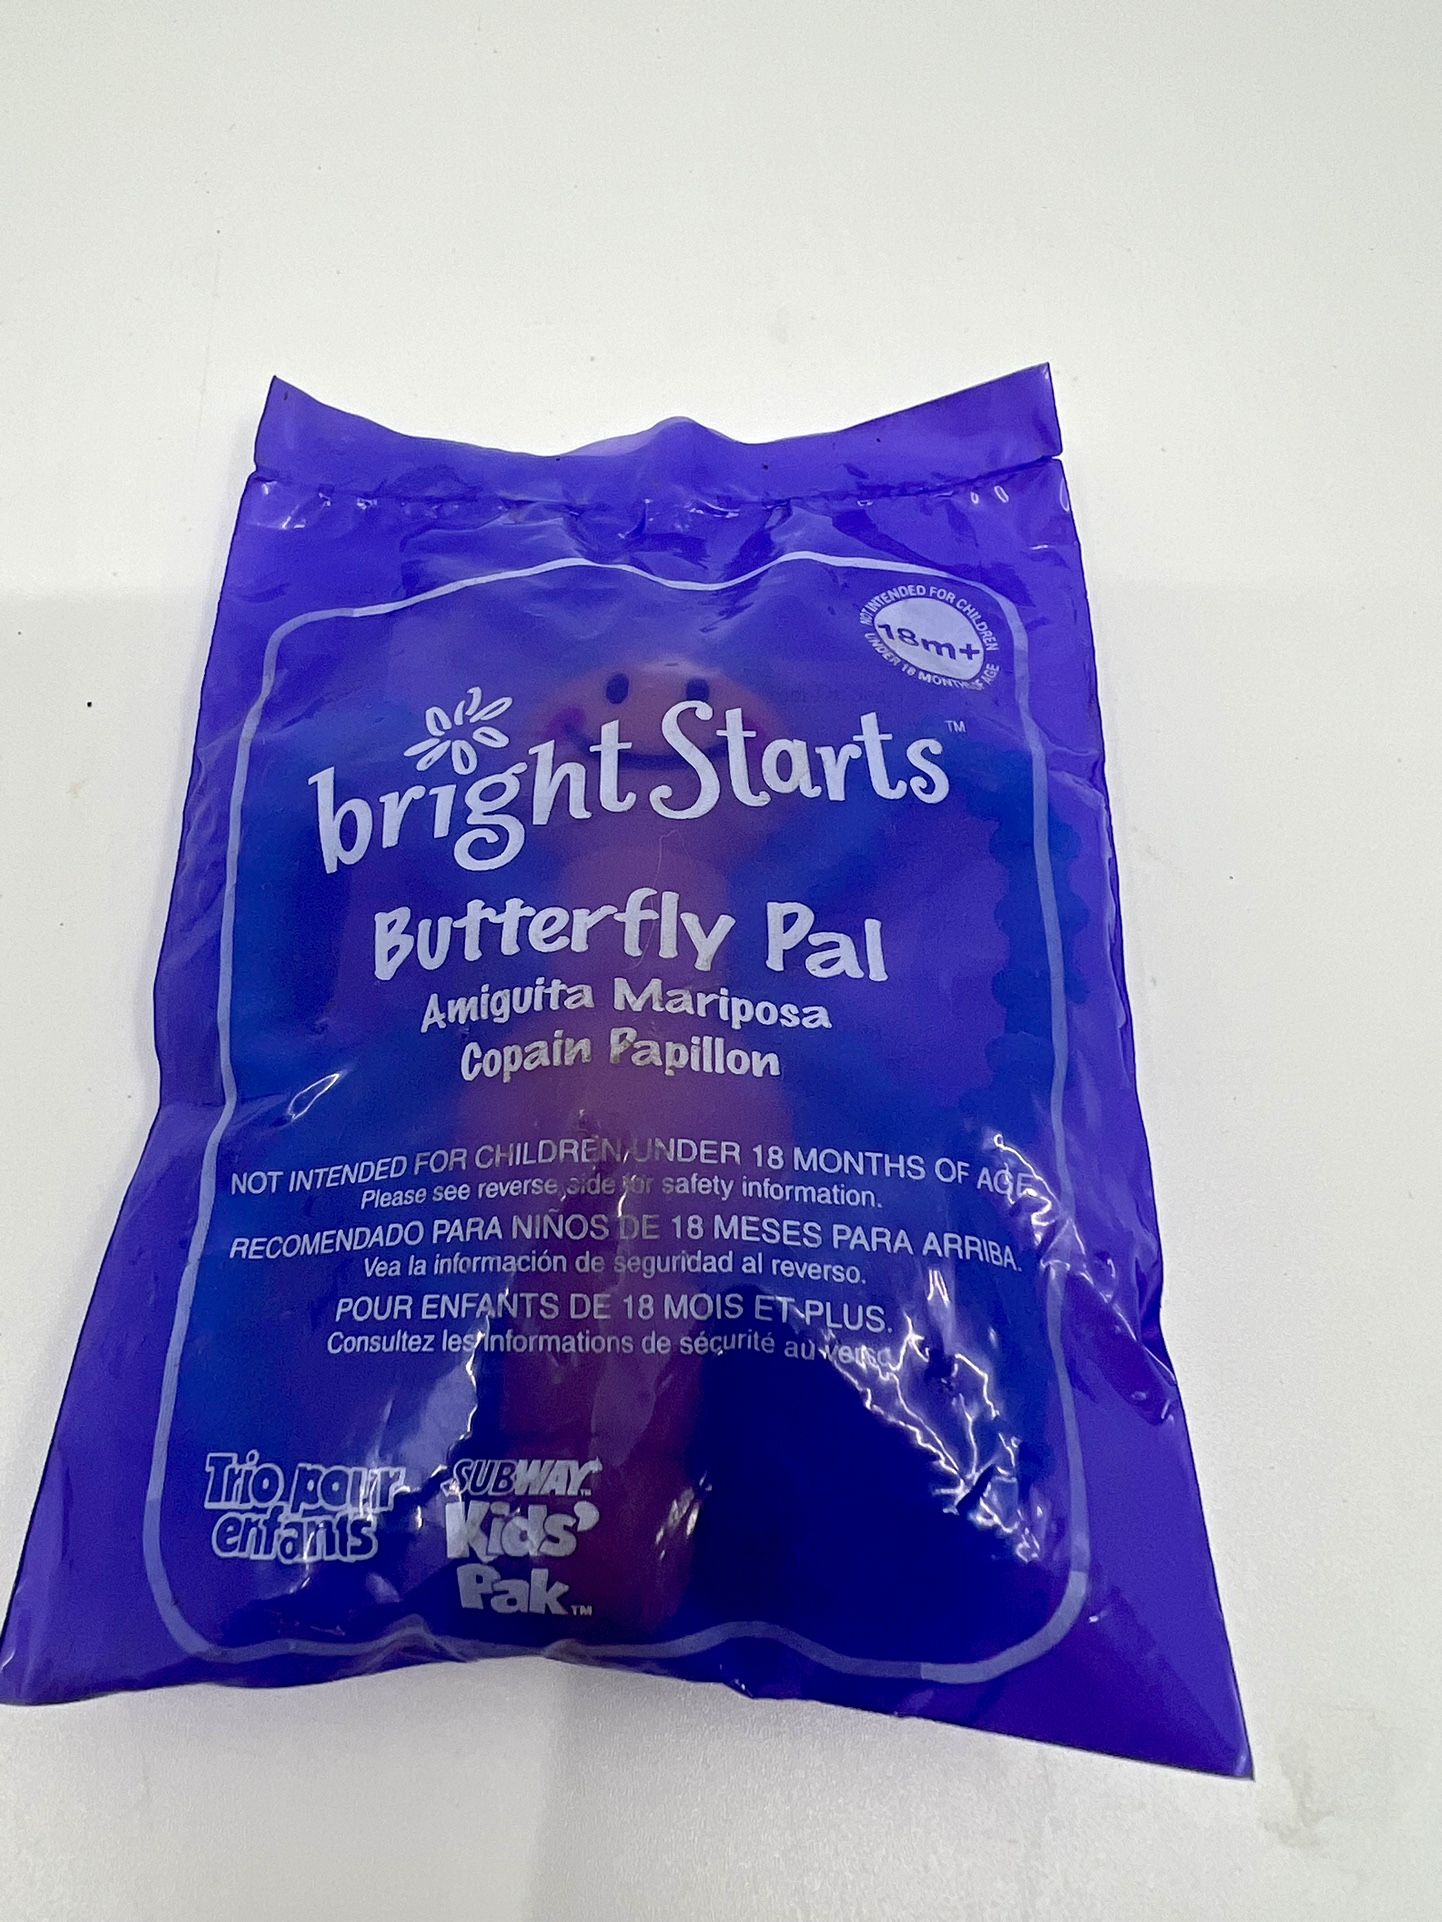 NOT INTENDED FOR CHILDREN
18m+
UNDER 18 MONTHS OF AGE
bright Starts™
Butterfly Pal
Amiguita Mariposa
Copain Papillon
NOT INTENDED FOR CHILDREN UNDER 18 MONTHS OF AGE.
Please see reverse side for safety information.
RECOMENDADO PARA NIÑOS DE 18 MESES PARA ARRIBA.
Vea la información de seguridad al reverso.
POUR ENFANTS DE 18 MOIS ET PLUS.
Consultez les informations de sécurité au verso.
Trio pour
enfants
SUBWAY
Kids'
Pak™